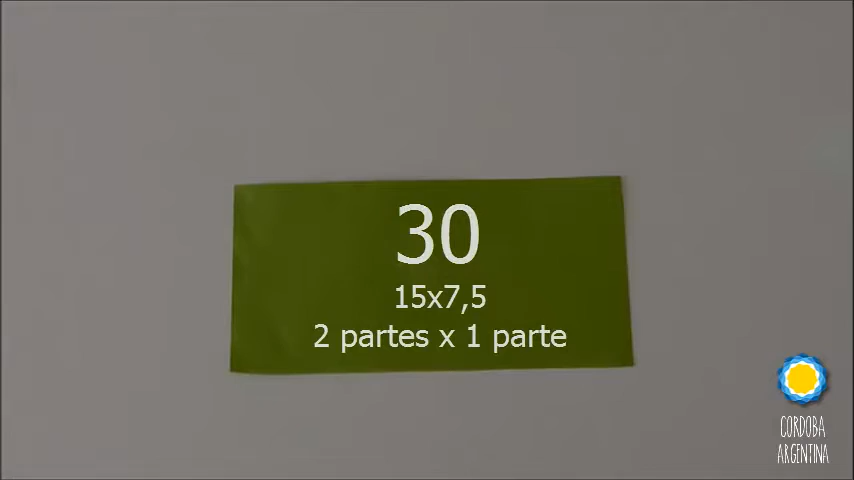 30
15x7,5
2 partes x 1 parte
CORDOBA
ARGENTINA